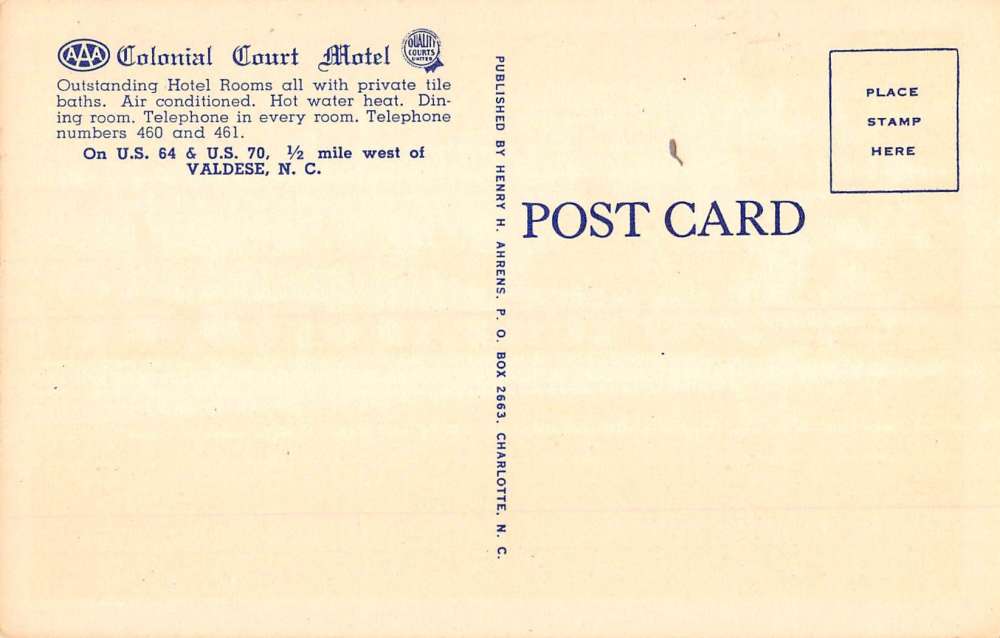 AAA Colonial Court Motel QUALITY COURTS UNITED
Outstanding Hotel Rooms all with private tile
baths. Air conditioned. Hot water heat. Din-
ing room. Telephone in every room. Telephone
numbers 460 and 461.
On U.S. 64 & U.S. 70, ½ mile west of
VALDESE, N. C.
PUBLISHED BY HENRY H. AHRENS, P. O. BOX 2663, CHARLOTTE, N. C.
POST CARD
PLACE
STAMP
HERE